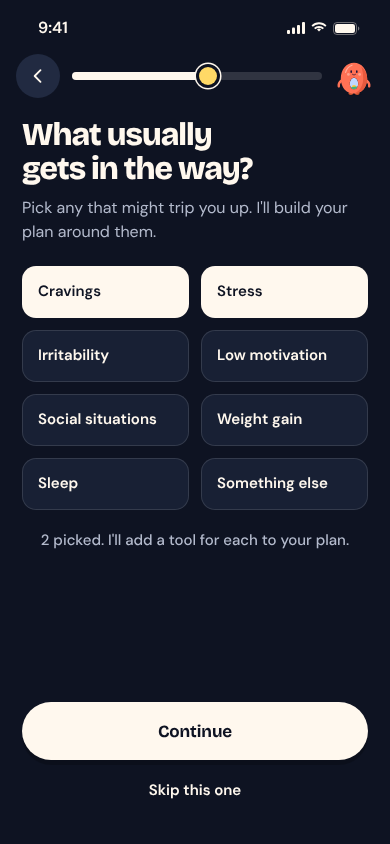 9:41
What usually
gets in the way?
Pick any that might trip you up. I'll build your
plan around them.
Cravings
Stress
Irritability
Low motivation
Social situations
Weight gain
Sleep
Something else
2 picked. I'll add a tool for each to your plan.
Continue
Skip this one